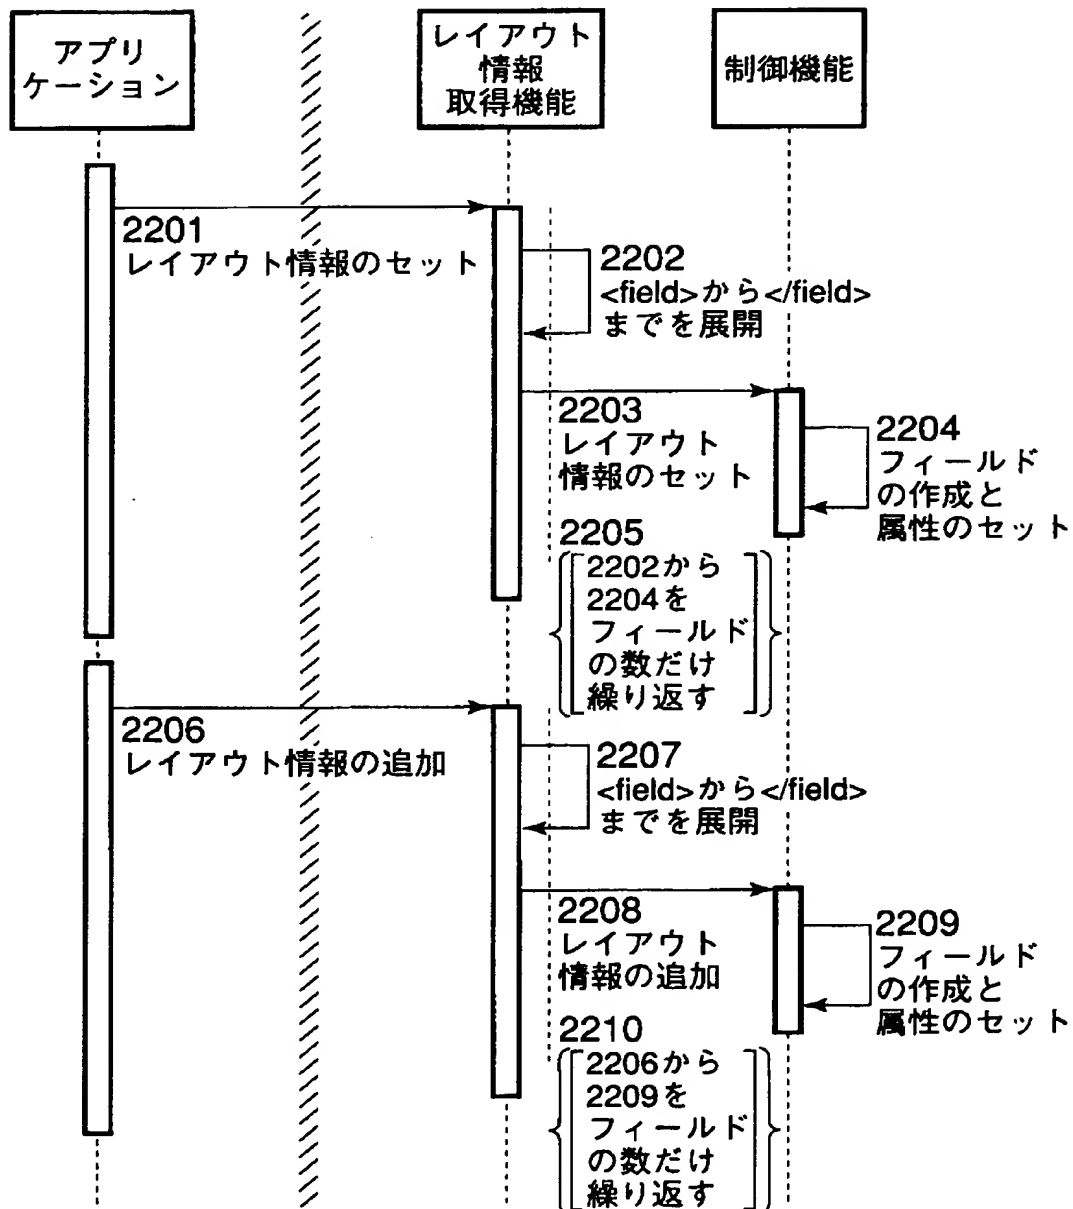 アプリ
ケーション
レイアウト
情報
取得機能
制御機能
2201
レイアウト情報のセット
2202
<field>から</field>
までを展開
2203
レイアウト
情報のセット
2204
フィールド
の作成と
属性のセット
2205
2202から
2204を
フィールド
の数だけ
繰り返す
2206
レイアウト情報の追加
2207
<field>から</field>
までを展開
2208
レイアウト
情報の追加
2209
フィールド
の作成と
属性のセット
2210
2206から
2209を
フィールド
の数だけ
繰り返す